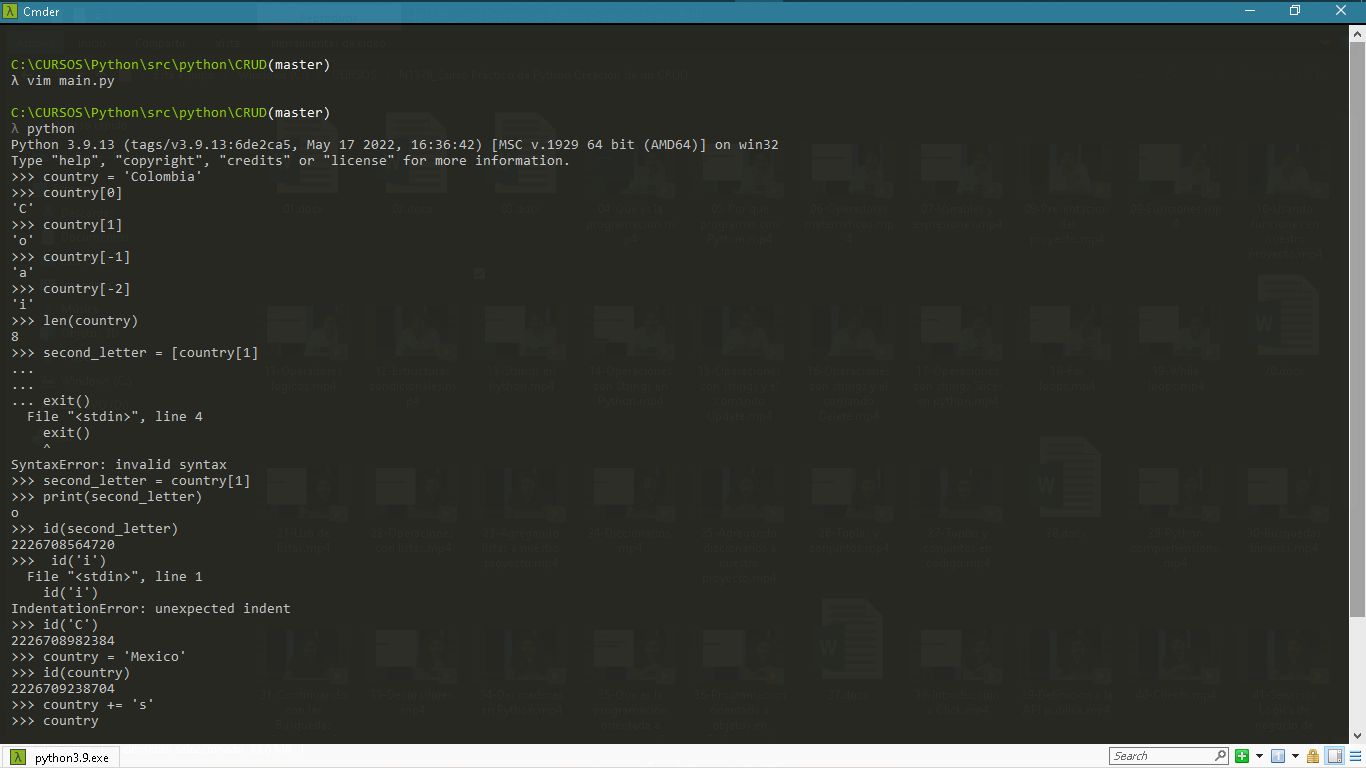 Cmder
C:\CURSOS\Python\src\python\CRUD(master)
λ vim main.py
C:\CURSOS\Python\src\python\CRUD(master)
λ python
Python 3.9.13 (tags/v3.9.13:6de2ca5, May 17 2022, 16:36:42) [MSC v.1929 64 bit (AMD64)] on win32
Type "help", "copyright", "credits" or "license" for more information.
>>> country = 'Colombia'
>>> country[0]
'C'
>>> country[1]
'o'
>>> country[-1]
'a'
>>> country[-2]
'i'
>>> len(country)
8
>>> second_letter = [country[1]
...
...
... exit()
  File "<stdin>", line 4
    exit()
    ^
SyntaxError: invalid syntax
>>> second_letter = country[1]
>>> print(second_letter)
o
>>> id(second_letter)
2226708564720
>>>  id('i')
  File "<stdin>", line 1
    id('i')
IndentationError: unexpected indent
>>> id('C')
2226708982384
>>> country = 'Mexico'
>>> id(country)
2226709238704
>>> country += 's'
>>> country
python3.9.exe
Search